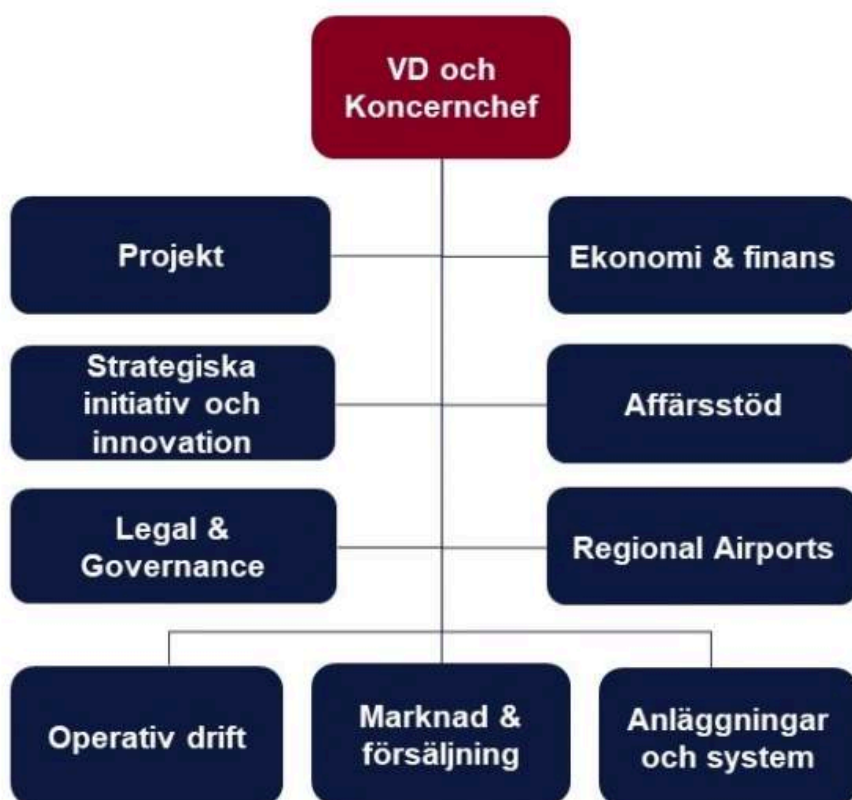 VD och
Koncernchef
Projekt
Ekonomi & finans
Strategiska
initiativ och
innovation
Affärsstöd
Legal &
Governance
Regional Airports
Operativ drift
Marknad &
försäljning
Anläggningar
och system